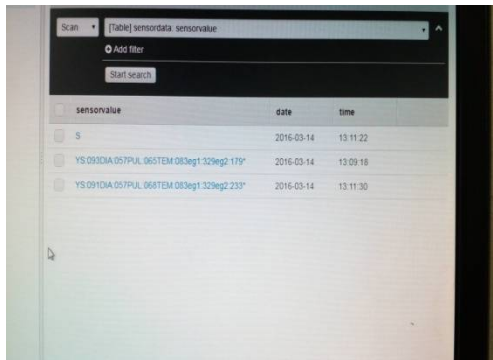 Scan [Table] sensordata: sensorvalue
Add filter
Start search
sensorvalue date time
S 2016-03-14 13:11:22
YS:093DIA:057PUL:065TEM:083eg1:329eg2:179* 2016-03-14 13:09:18
YS:091DIA:057PUL:068TEM:083eg1:329eg2:233* 2016-03-14 13:11:30